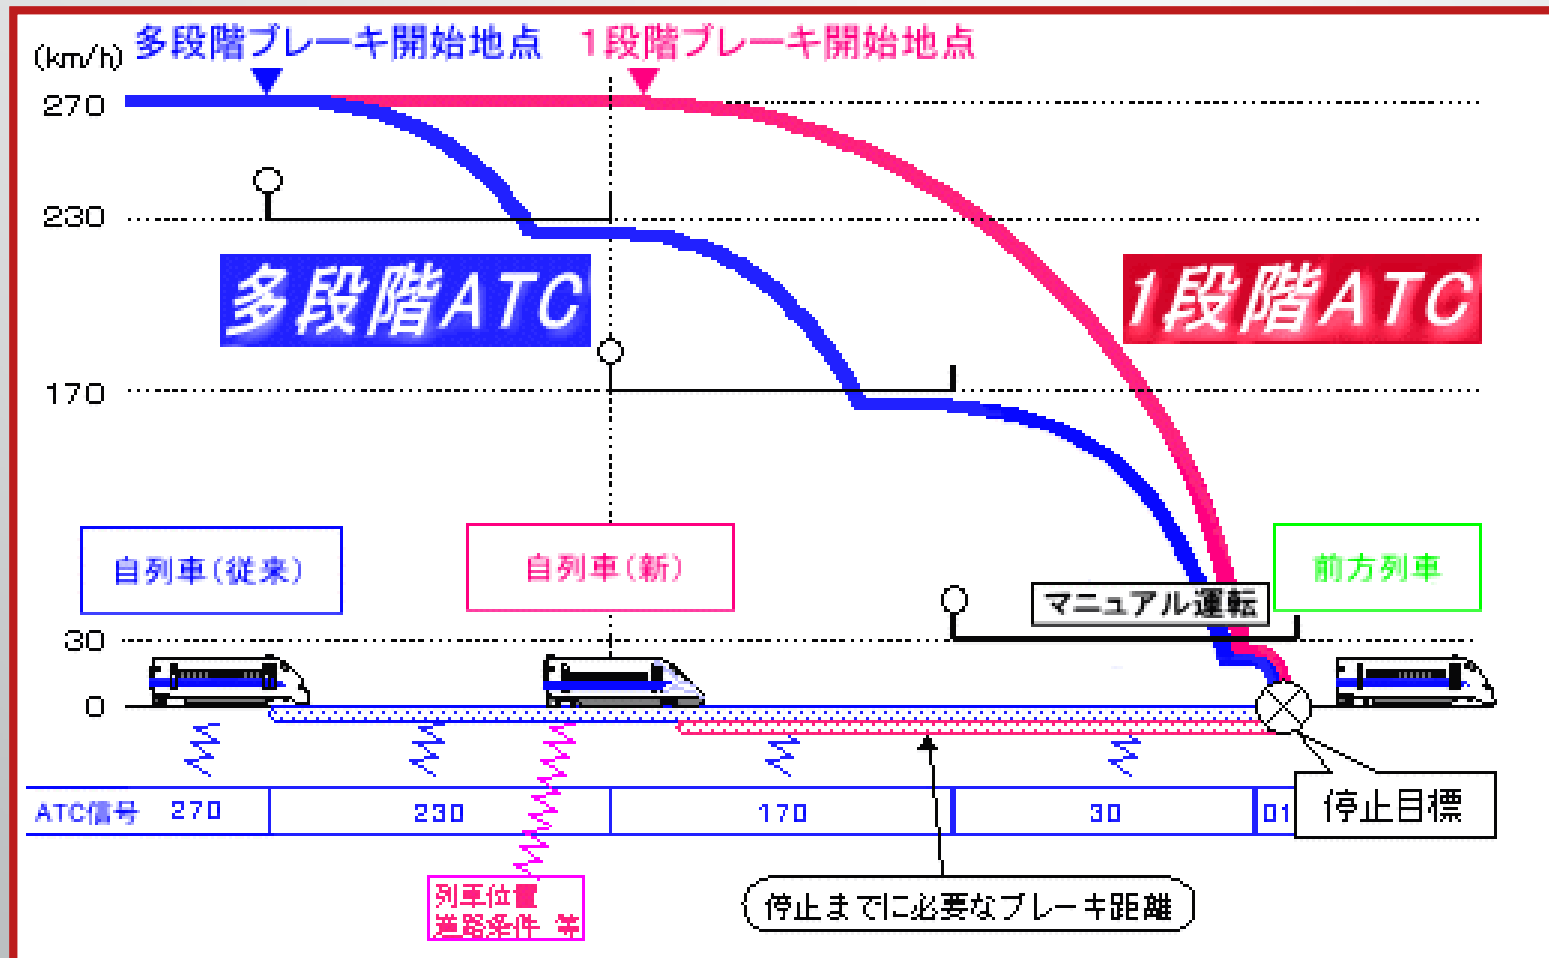 多段階ブレーキ開始地点 1段階ブレーキ開始地点
(km/h)
270
230
多段階ATC 1段階ATC
170
自列車(従来) 自列車(新) 前方列車
マニュアル運転
30
0
ATC信号 270 230 170 30 01
停止目標
列車位置
進路条件 等
停止までに必要なブレーキ距離